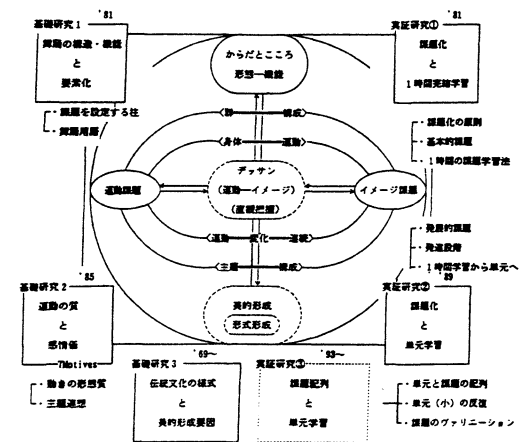 '81
基礎研究１
舞踊の構造・機能
と
要素化
・課題を設定する柱
・舞踊用語
'81
実証研究①
課題化
と
１時間完結学習
・課題化の原則
・基本的課題
・１時間の課題学習法
からだとこころ
形態―機能
〈群 構成〉
〈身体 運動〉
デッサン
(運動―イメージ)
(直観把握)
運動課題
イメージ課題
〈運動 変化 連続〉
〈主題 構成〉
美的形成
形式形成
・発展的課題
・発達段階
・１時間学習から単元へ
'85
基礎研究２
運動の質
と
感情価
―7Motives
・動きの形態質
・主題連想
'89
実証研究②
課題化
と
単元学習
・単元と課題の配列
・単元（小）の反復
・課題のヴァリエーション
'69～
基礎研究３
伝統文化の様式
と
美的形成要因
'93～
実証研究③
課題配列
と
単元学習